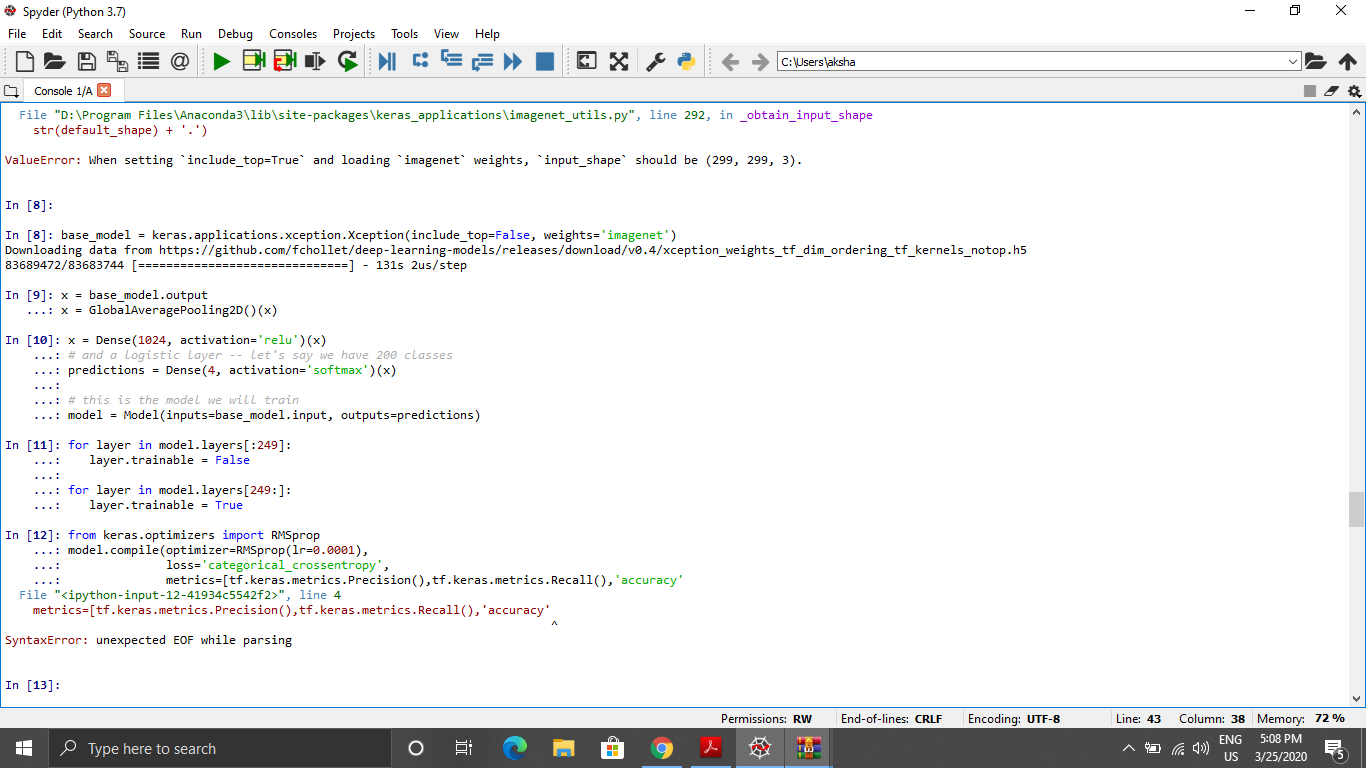 Spyder (Python 3.7)
File Edit Search Source Run Debug Consoles Projects Tools View Help
C:\Users\aksha
Console 1/A
  File "D:\Program Files\Anaconda3\lib\site-packages\keras_applications\imagenet_utils.py", line 292, in _obtain_input_shape
    str(default_shape) + '.')
ValueError: When setting `include_top=True` and loading `imagenet` weights, `input_shape` should be (299, 299, 3).
In [8]:
In [8]: base_model = keras.applications.xception.Xception(include_top=False, weights='imagenet')
Downloading data from https://github.com/fchollet/deep-learning-models/releases/download/v0.4/xception_weights_tf_dim_ordering_tf_kernels_notop.h5
83689472/83683744 [==============================] - 131s 2us/step
In [9]: x = base_model.output
   ...: x = GlobalAveragePooling2D()(x)
In [10]: x = Dense(1024, activation='relu')(x)
    ...: # and a logistic layer -- let's say we have 200 classes
    ...: predictions = Dense(4, activation='softmax')(x)
    ...:
    ...: # this is the model we will train
    ...: model = Model(inputs=base_model.input, outputs=predictions)
In [11]: for layer in model.layers[:249]:
    ...:    layer.trainable = False
    ...:
    ...: for layer in model.layers[249:]:
    ...:    layer.trainable = True
In [12]: from keras.optimizers import RMSprop
    ...: model.compile(optimizer=RMSprop(lr=0.0001),
    ...:               loss='categorical_crossentropy',
    ...:               metrics=[tf.keras.metrics.Precision(),tf.keras.metrics.Recall(),'accuracy'
  File "<ipython-input-12-41934c5542f2>", line 4
    metrics=[tf.keras.metrics.Precision(),tf.keras.metrics.Recall(),'accuracy'
                                                                              ^
SyntaxError: unexpected EOF while parsing
In [13]:
Permissions: RW End-of-lines: CRLF Encoding: UTF-8 Line: 43 Column: 38 Memory: 72 %
Type here to search
ENG
US
5:08 PM
3/25/2020
5